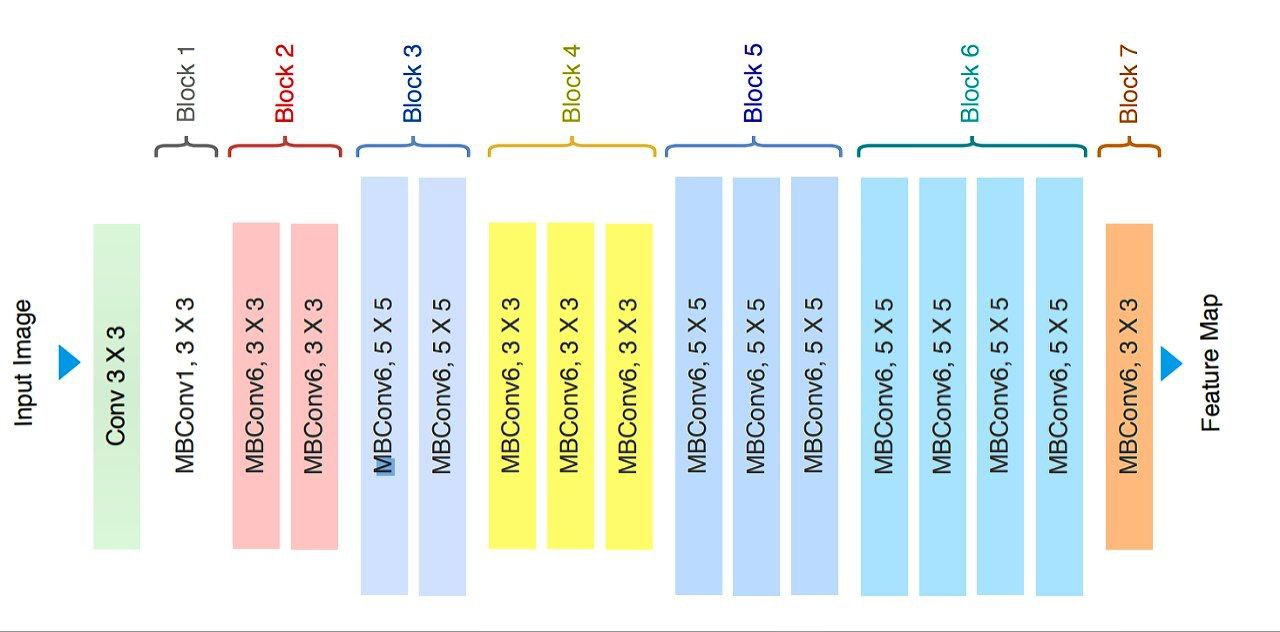 Block 1
Block 2
Block 3
Block 4
Block 5
Block 6
Block 7
Input Image
Conv 3 X 3
MBConv1, 3 X 3
MBConv6, 3 X 3
MBConv6, 3 X 3
MBConv6, 5 X 5
MBConv6, 5 X 5
MBConv6, 3 X 3
MBConv6, 3 X 3
MBConv6, 3 X 3
MBConv6, 5 X 5
MBConv6, 5 X 5
MBConv6, 5 X 5
MBConv6, 5 X 5
MBConv6, 5 X 5
MBConv6, 5 X 5
MBConv6, 5 X 5
MBConv6, 3 X 3
Feature Map